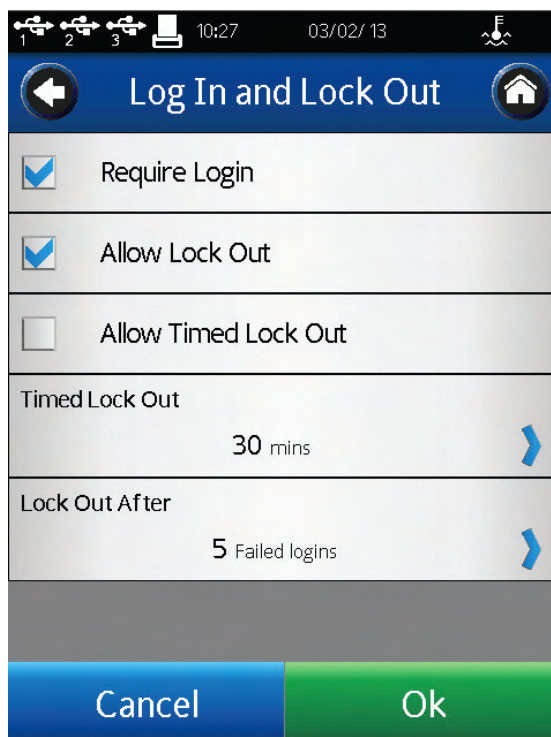 1 2 3 10:27 03/02/ 13 E
Log In and Lock Out
Require Login
Allow Lock Out
Allow Timed Lock Out
Timed Lock Out
30 mins
Lock Out After
5 Failed logins
Cancel Ok